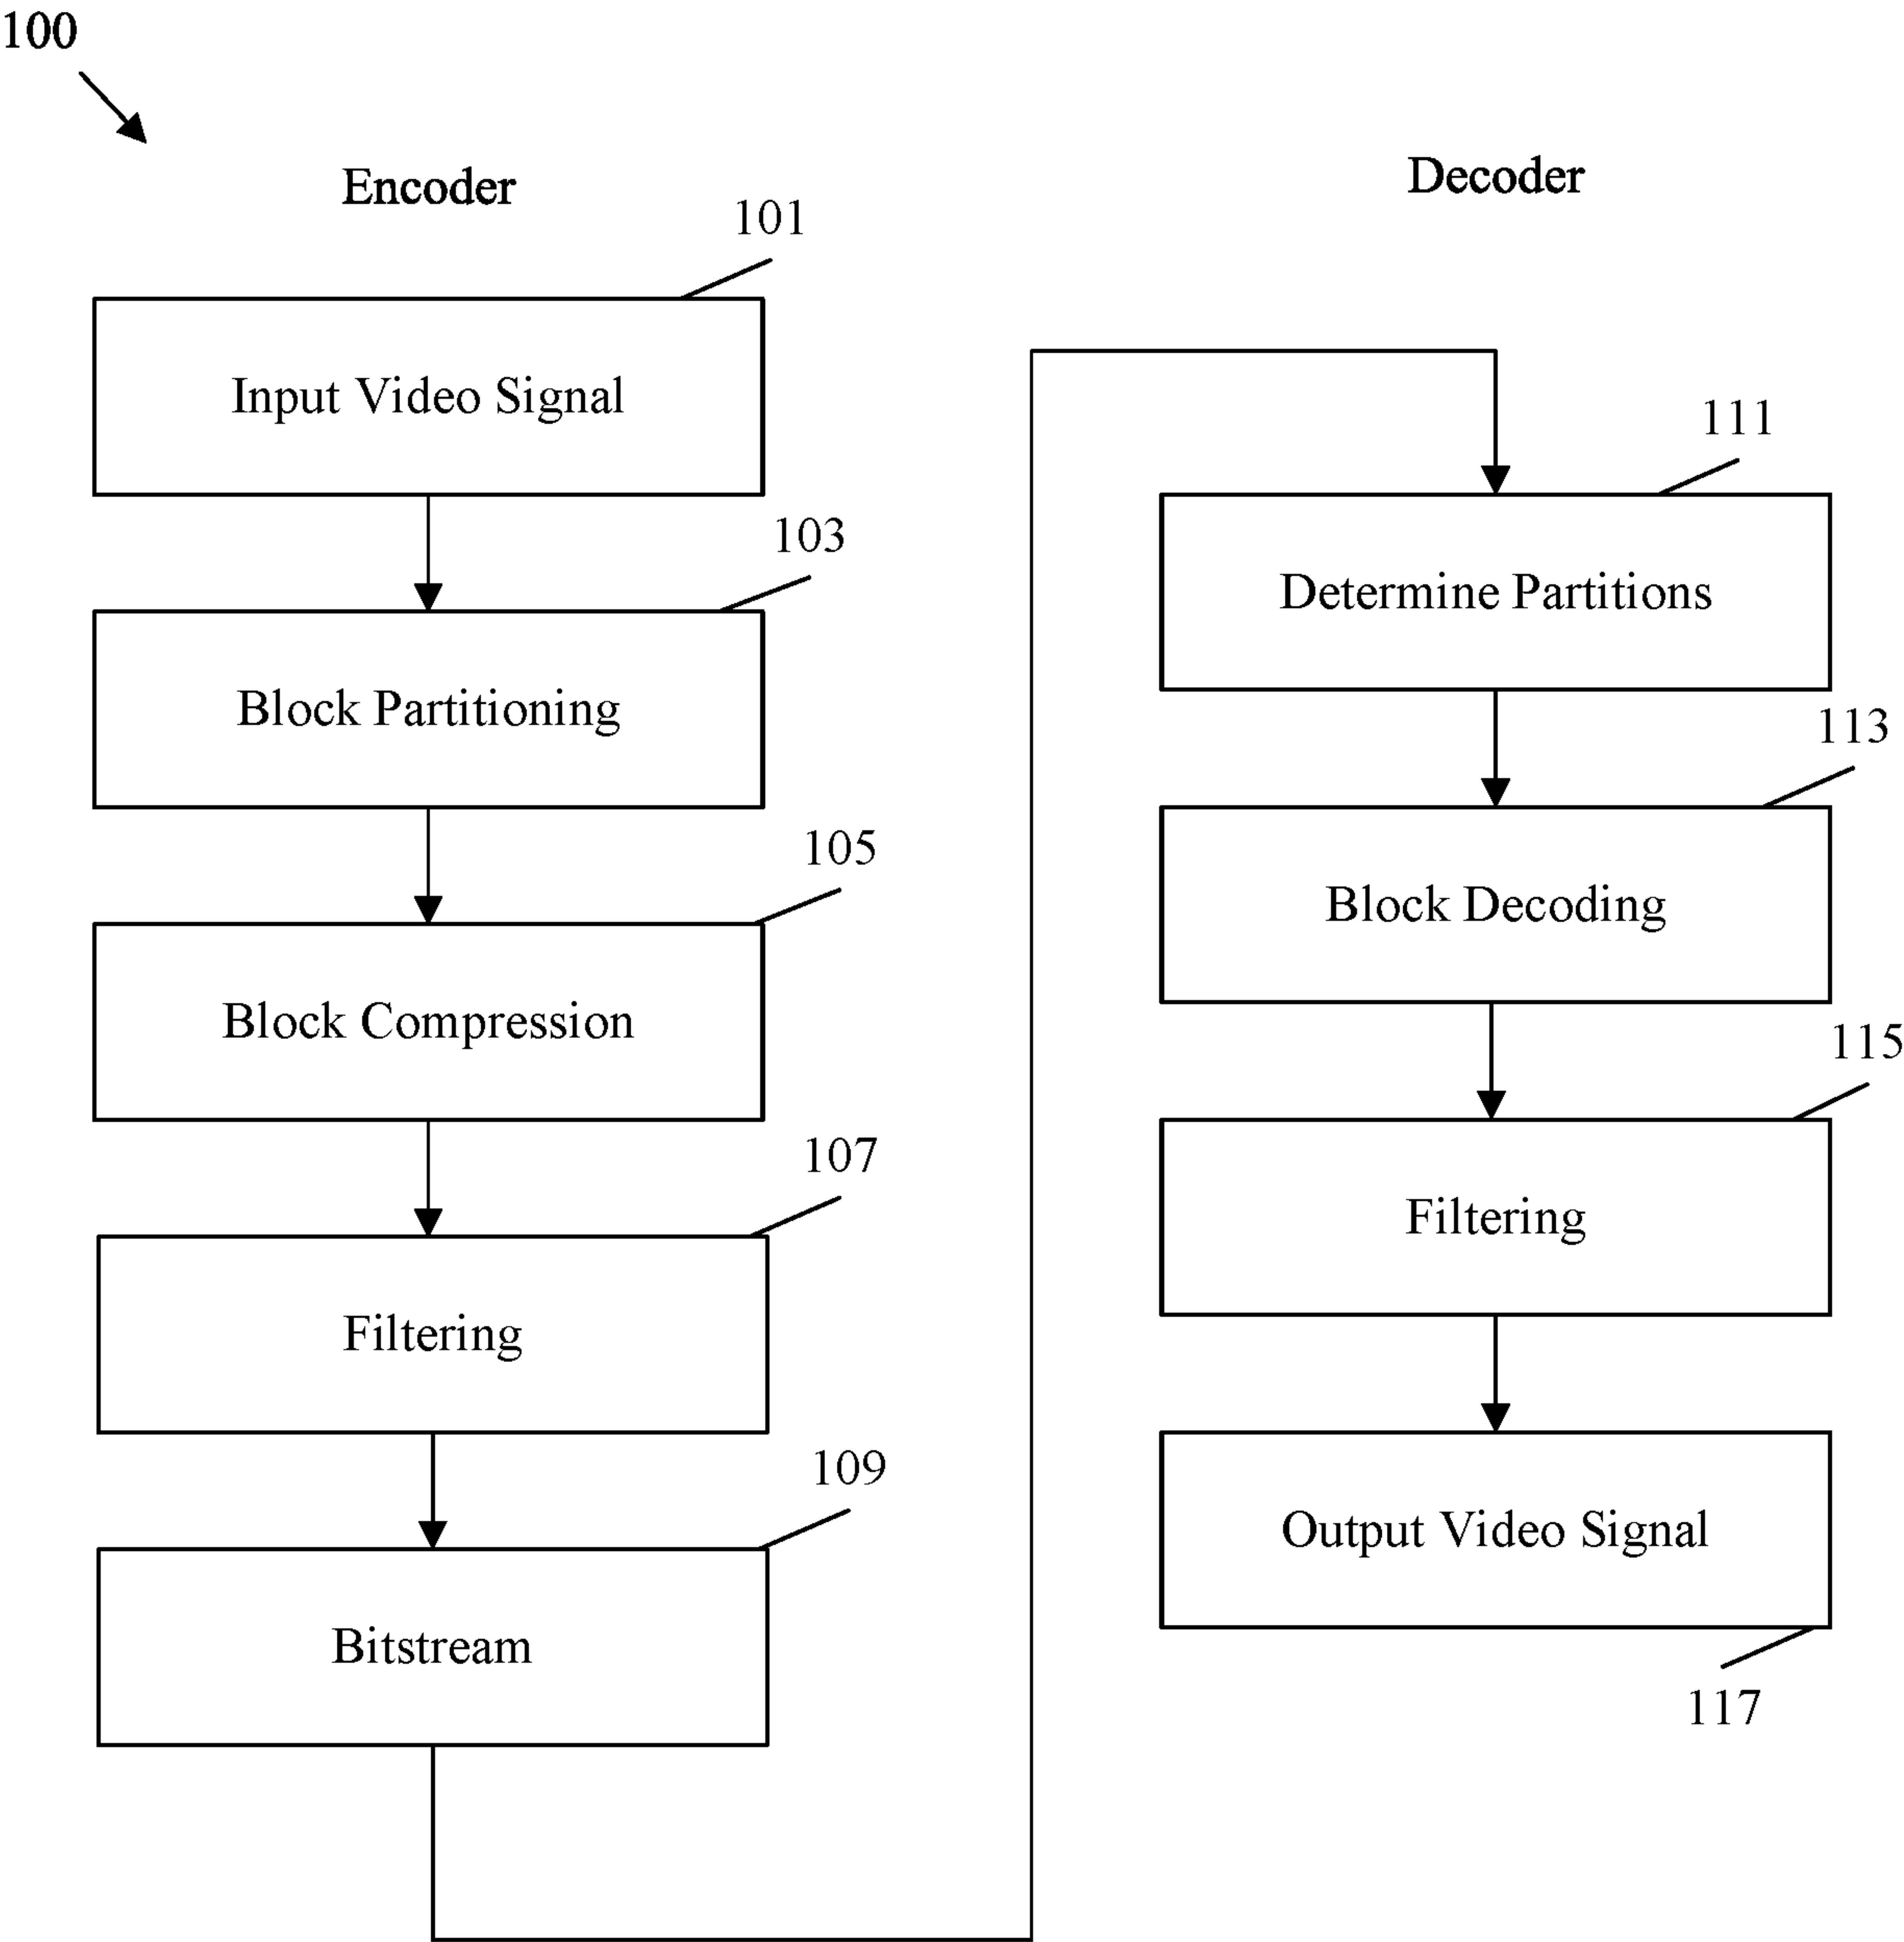 100
Encoder
101
Input Video Signal
103
Block Partitioning
105
Block Compression
107
Filtering
109
Bitstream
Decoder
111
Determine Partitions
113
Block Decoding
115
Filtering
Output Video Signal
117